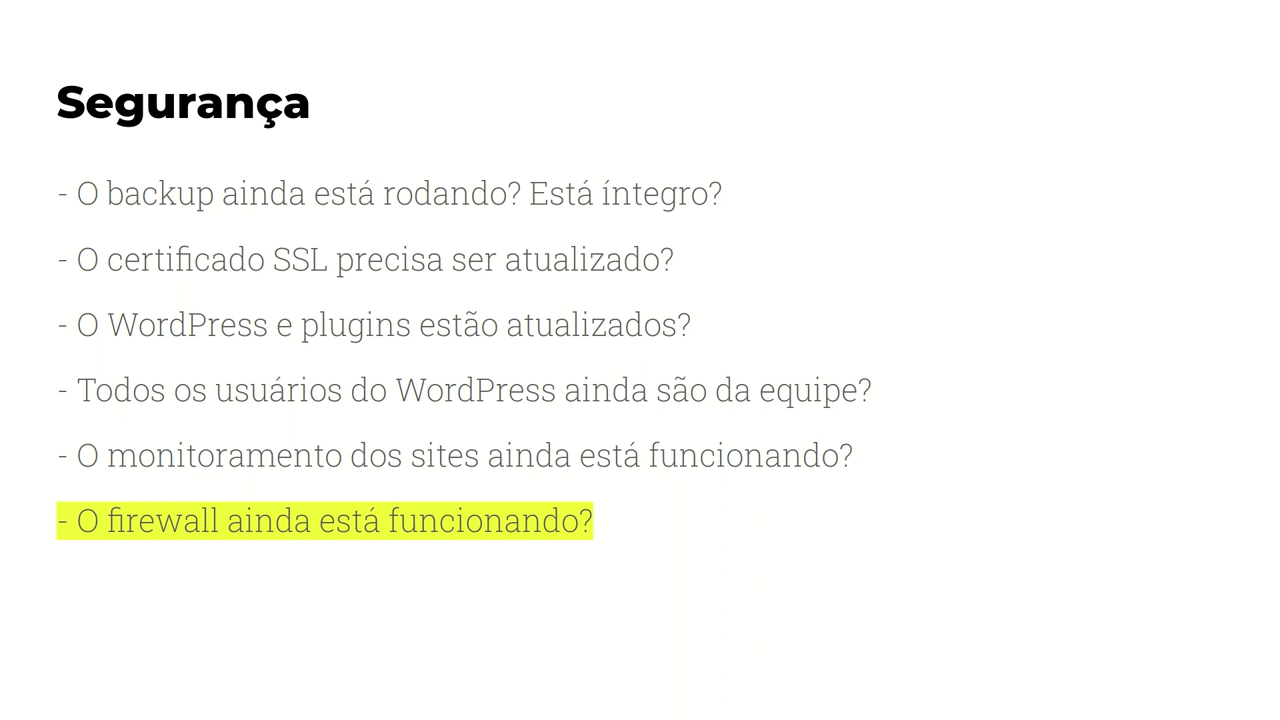 Segurança
- O backup ainda está rodando? Está íntegro?
- O certificado SSL precisa ser atualizado?
- O WordPress e plugins estão atualizados?
- Todos os usuários do WordPress ainda são da equipe?
- O monitoramento dos sites ainda está funcionando?
- O firewall ainda está funcionando?